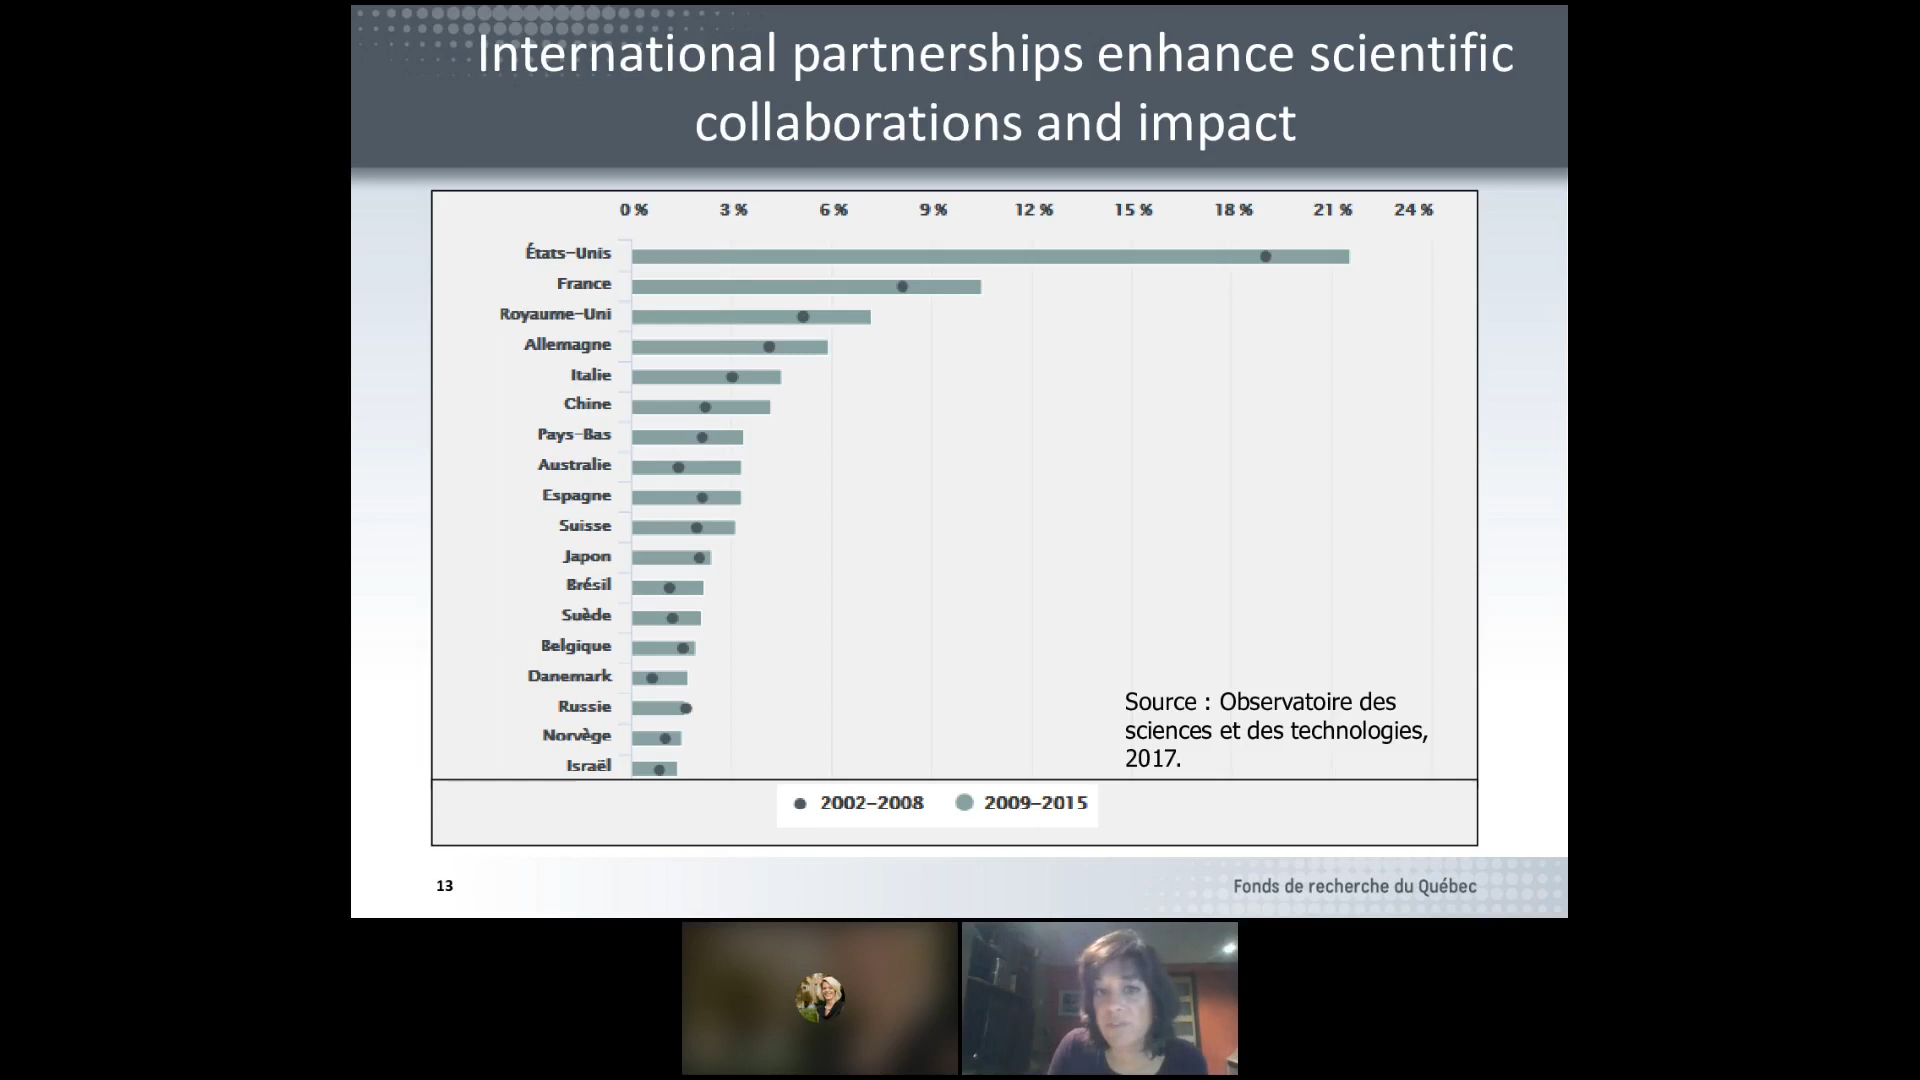 International partnerships enhance scientific
collaborations and impact
0 % 3 % 6 % 9 % 12 % 15 % 18 % 21 % 24 %
États-Unis
France
Royaume-Uni
Allemagne
Italie
Chine
Pays-Bas
Australie
Espagne
Suisse
Japon
Brésil
Suède
Belgique
Danemark
Russie
Norvège
Israël
Source : Observatoire des
sciences et des technologies,
2017.
2002-2008 2009-2015
13
Fonds de recherche du Québec